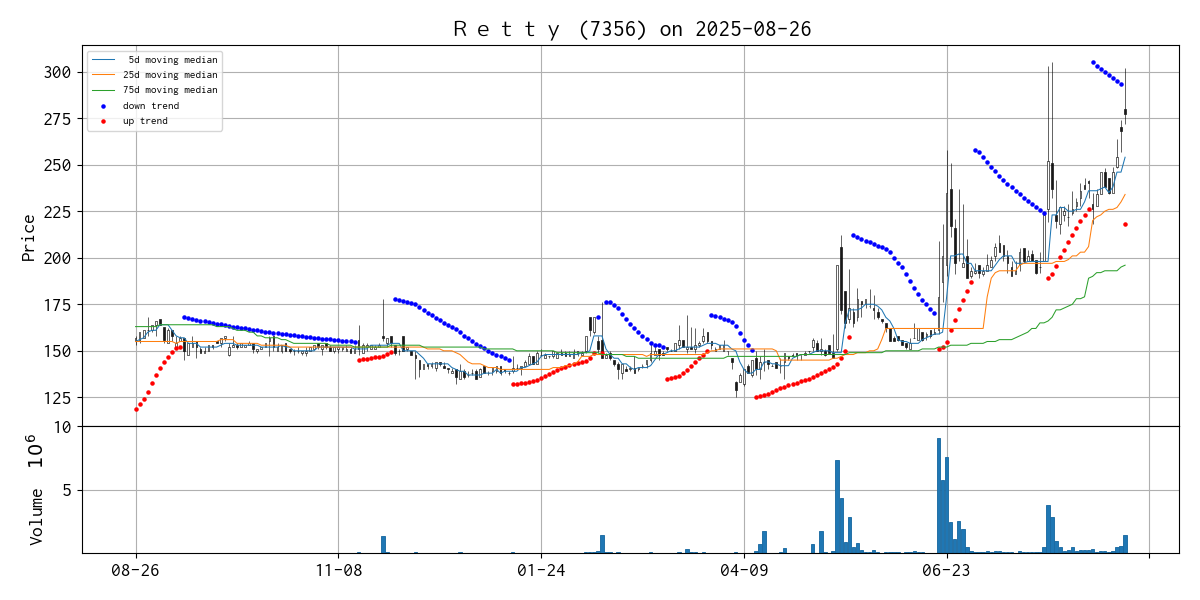 Ｒｅｔｔｙ (7356) on 2025-08-26
5d moving median
25d moving median
75d moving median
down trend
up trend
Price
300
275
250
225
200
175
150
125
Volume 10^6
10
5
08-26
11-08
01-24
04-09
06-23